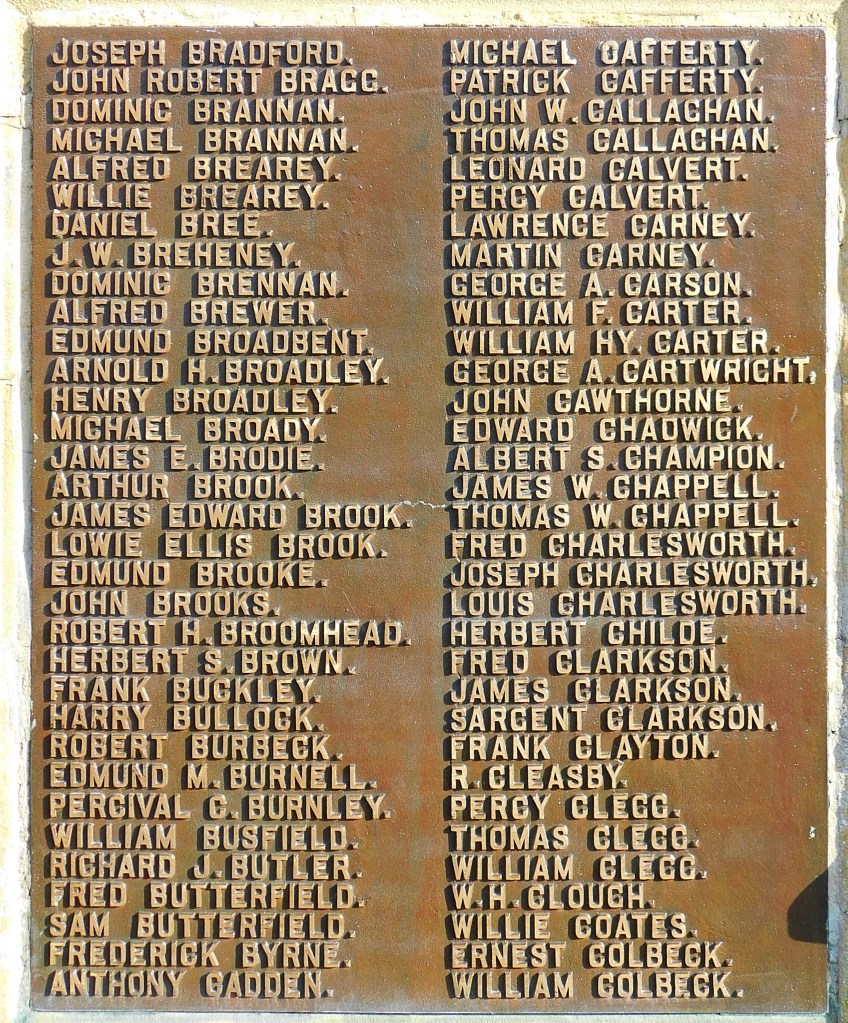 JOSEPH BRADFORD.
JOHN ROBERT BRAGG.
DOMINIC BRANNAN.
MICHAEL BRANNAN.
ALFRED BREAREY.
WILLIE BREAREY.
DANIEL BREE.
J.W. BREHENEY.
DOMINIC BRENNAN.
ALFRED BREWER.
EDMUND BROADBENT.
ARNOLD H. BROADLEY.
HENRY BROADLEY.
MICHAEL BROADY.
JAMES E. BRODIE.
ARTHUR BROOK.
JAMES EDWARD BROOK.
LOWIE ELLIS BROOK.
EDMUND BROOKE.
JOHN BROOKS.
ROBERT H. BROOMHEAD.
HERBERT S. BROWN.
FRANK BUCKLEY.
HARRY BULLOCK.
ROBERT BURBECK.
EDMUND M. BURNELL.
PERCIVAL C. BURNLEY.
WILLIAM BUSFIELD.
RICHARD J. BUTLER.
FRED BUTTERFIELD.
SAM BUTTERFIELD.
FREDERICK BYRNE.
ANTHONY CADDEN.
MICHAEL CAFFERTY.
PATRICK CAFFERTY.
JOHN W. CALLAGHAN.
THOMAS CALLAGHAN.
LEONARD CALVERT.
PERCY CALVERT.
LAWRENCE CARNEY.
MARTIN CARNEY.
GEORGE A. CARSON.
WILLIAM F. CARTER.
WILLIAM HY. CARTER.
GEORGE A. CARTWRIGHT.
JOHN CAWTHORNE.
EDWARD CHADWICK.
ALBERT S. CHAMPION.
JAMES W. CHAPPELL.
THOMAS W. CHAPPELL.
FRED CHARLESWORTH.
JOSEPH CHARLESWORTH.
LOUIS CHARLESWORTH.
HERBERT CHILDE.
FRED CLARKSON.
JAMES CLARKSON.
SARGENT CLARKSON.
FRANK CLAYTON.
R. CLEASBY.
PERCY CLEGG.
THOMAS CLEGG.
WILLIAM CLEGG.
W.H. CLOUGH.
WILLIE COATES.
ERNEST COLBECK.
WILLIAM COLBECK.